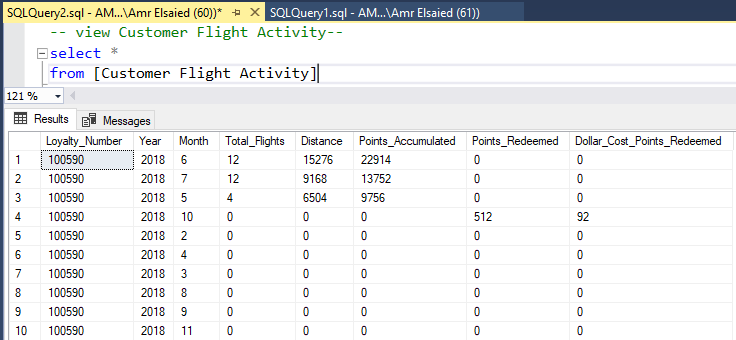 SQLQuery2.sql - AM...\Amr Elsaied (60))* SQLQuery1.sql - AM...\Amr Elsaied (61))
-- view Customer Flight Activity--
select *
from [Customer Flight Activity]
121 %
Results Messages
Loyalty_Number Year Month Total_Flights Distance Points_Accumulated Points_Redeemed Dollar_Cost_Points_Redeemed
1 100590 2018 6 12 15276 22914 0 0
2 100590 2018 7 12 9168 13752 0 0
3 100590 2018 5 4 6504 9756 0 0
4 100590 2018 10 0 0 0 512 92
5 100590 2018 2 0 0 0 0 0
6 100590 2018 4 0 0 0 0 0
7 100590 2018 3 0 0 0 0 0
8 100590 2018 8 0 0 0 0 0
9 100590 2018 9 0 0 0 0 0
10 100590 2018 11 0 0 0 0 0